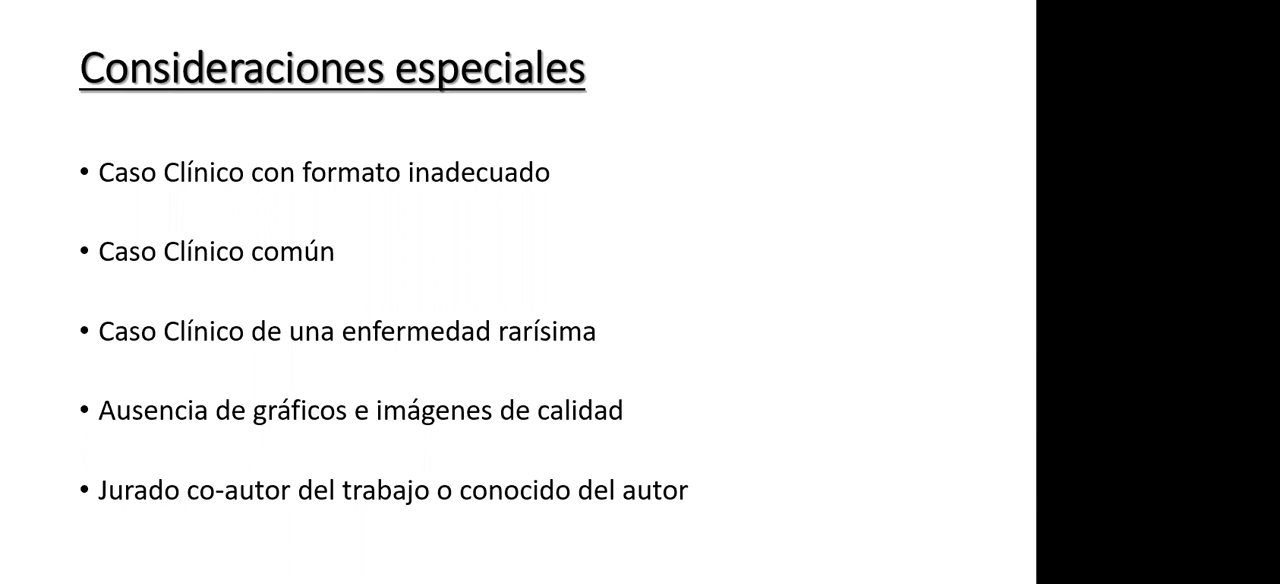 Consideraciones especiales
• Caso Clínico con formato inadecuado
• Caso Clínico común
• Caso Clínico de una enfermedad rarísima
• Ausencia de gráficos e imágenes de calidad
• Jurado co-autor del trabajo o conocido del autor